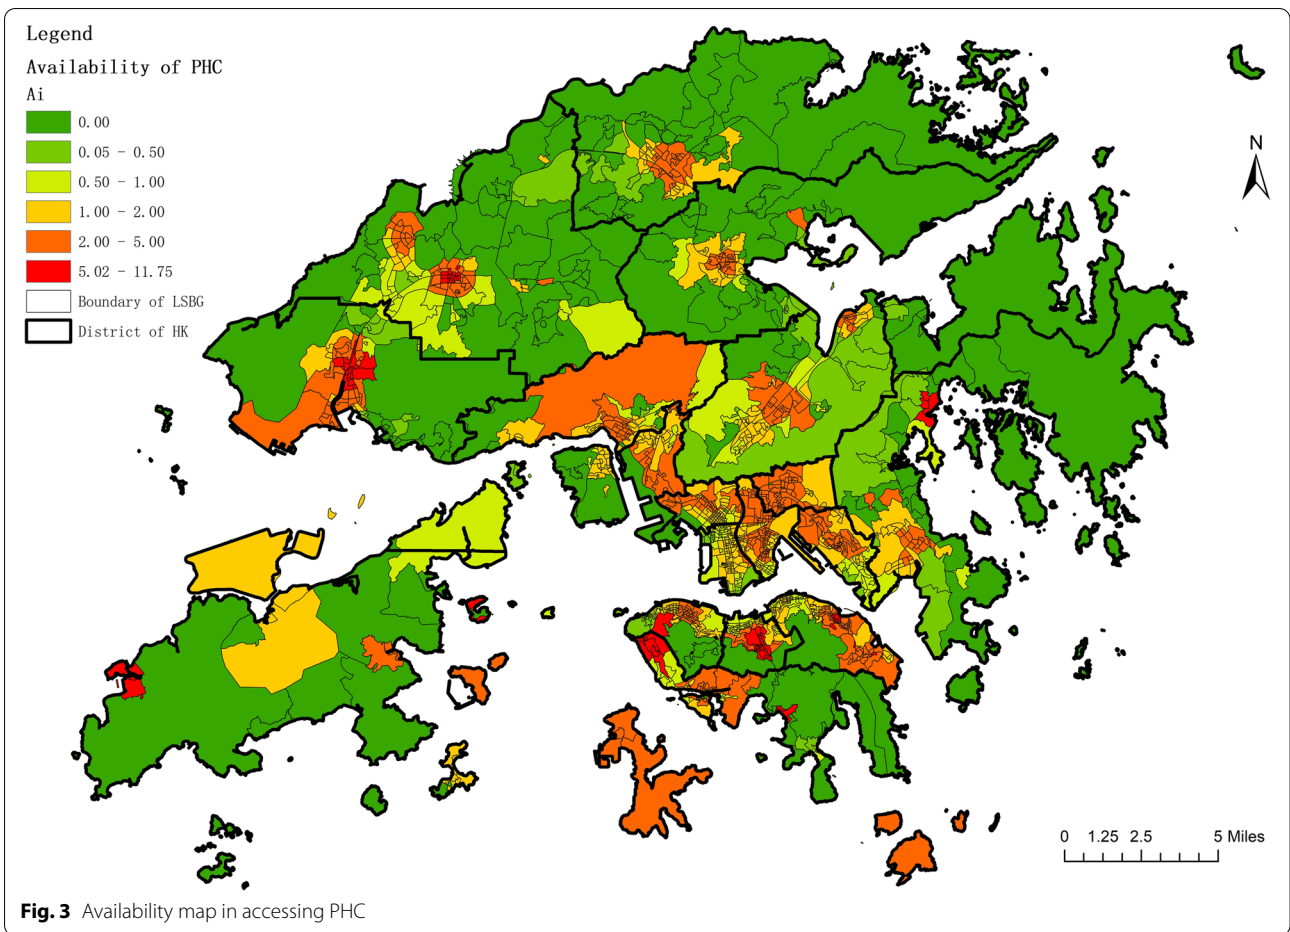 Legend
Availability of PHC
Ai
0.00
0.05 - 0.50
0.50 - 1.00
1.00 - 2.00
2.00 - 5.00
5.02 - 11.75
Boundary of LSBG
District of HK
N
0 1.25 2.5 5 Miles
Fig. 3 Availability map in accessing PHC